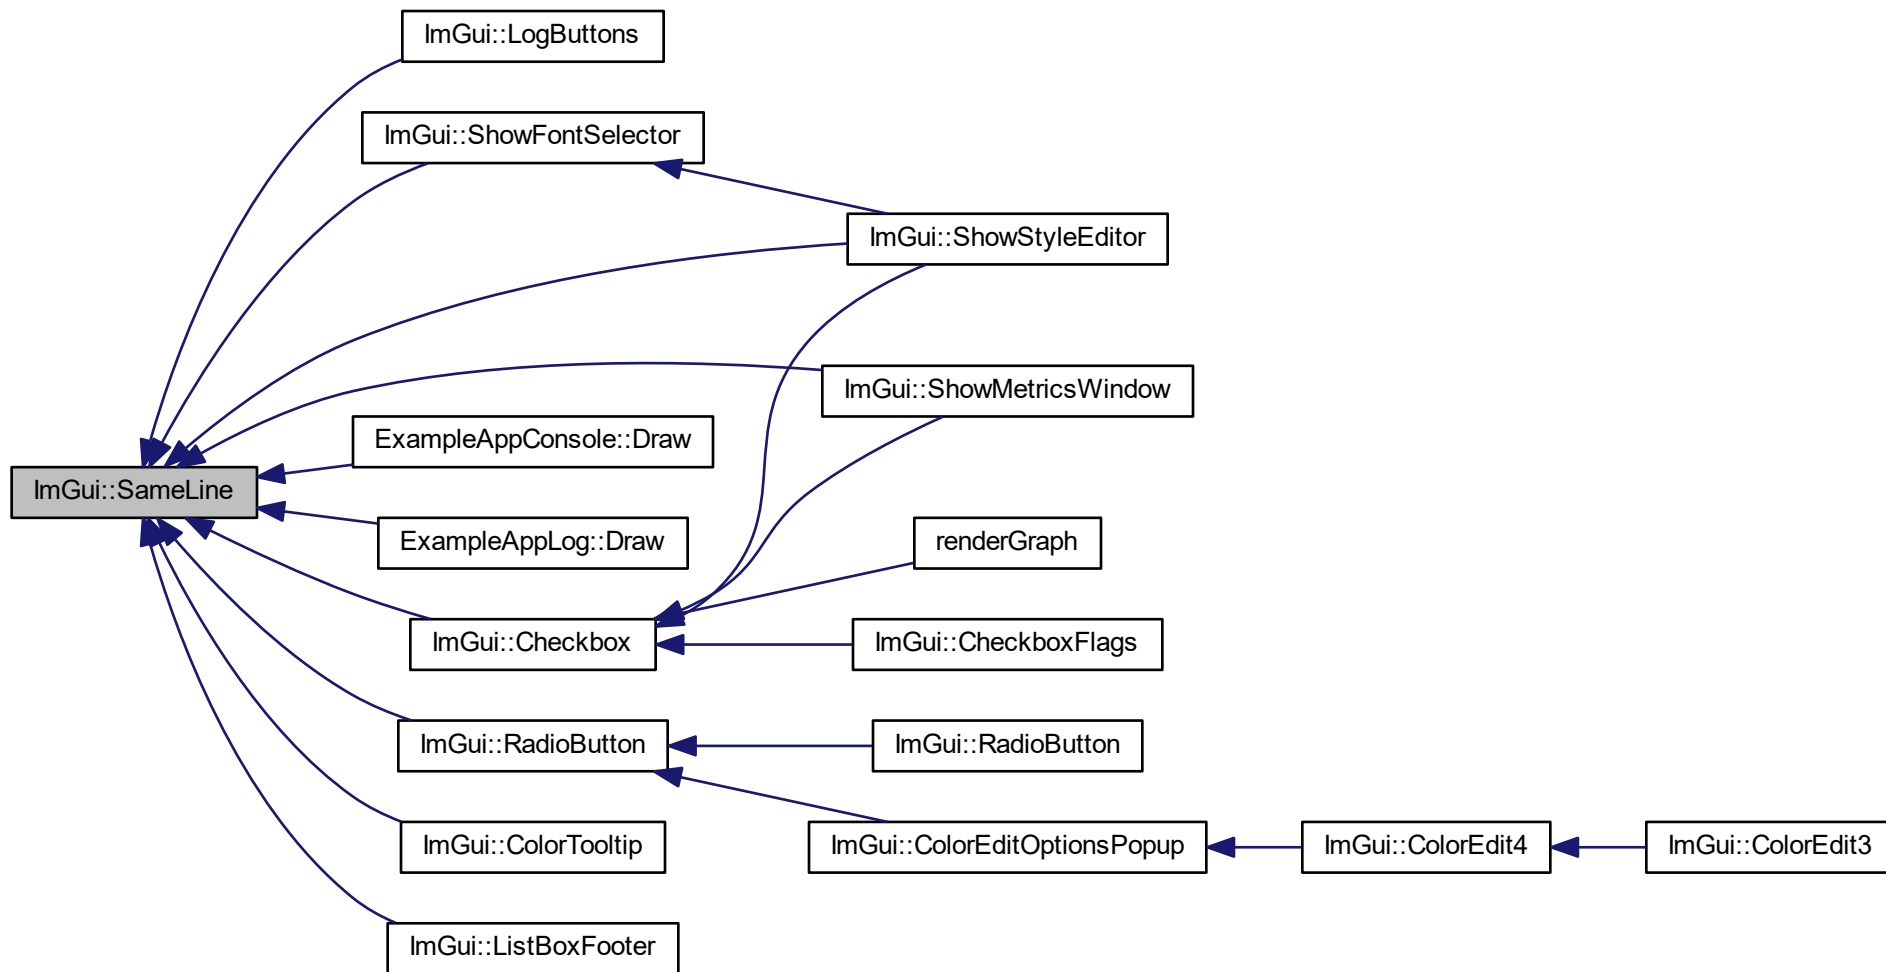 ImGui::LogButtons
ImGui::ShowFontSelector
ImGui::ShowStyleEditor
ImGui::ShowMetricsWindow
ExampleAppConsole::Draw
ImGui::SameLine
ExampleAppLog::Draw
renderGraph
ImGui::Checkbox
ImGui::CheckboxFlags
ImGui::RadioButton
ImGui::RadioButton
ImGui::ColorTooltip
ImGui::ColorEditOptionsPopup
ImGui::ColorEdit4
ImGui::ColorEdit3
ImGui::ListBoxFooter